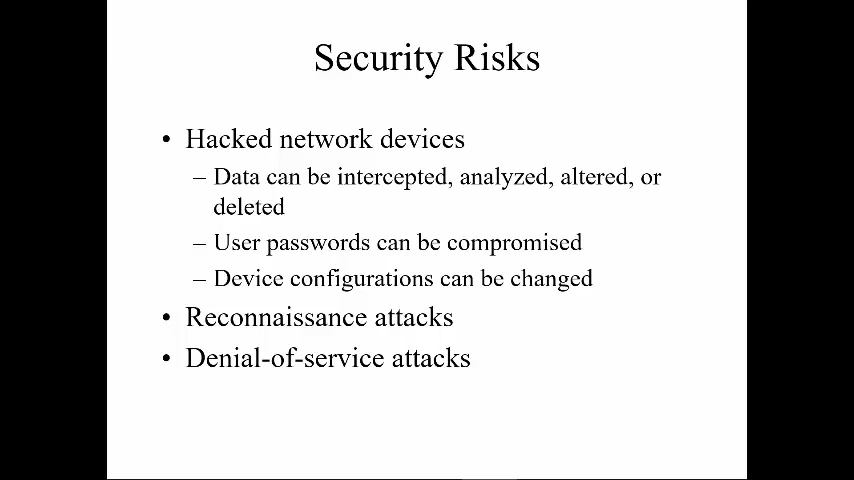 Security Risks
• Hacked network devices
– Data can be intercepted, analyzed, altered, or
deleted
– User passwords can be compromised
– Device configurations can be changed
• Reconnaissance attacks
• Denial-of-service attacks